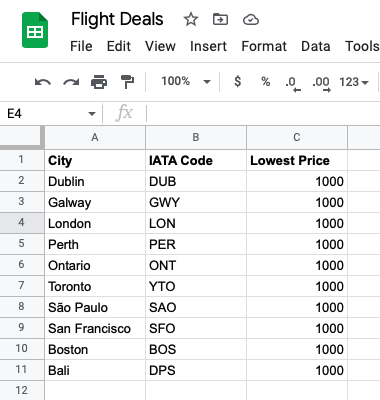 Flight Deals
File Edit View Insert Format Data Tools
100% $ % .0 .00 123
E4 fx
A B C
1 City IATA Code Lowest Price
2 Dublin DUB 1000
3 Galway GWY 1000
4 London LON 1000
5 Perth PER 1000
6 Ontario ONT 1000
7 Toronto YTO 1000
8 São Paulo SAO 1000
9 San Francisco SFO 1000
10 Boston BOS 1000
11 Bali DPS 1000
12